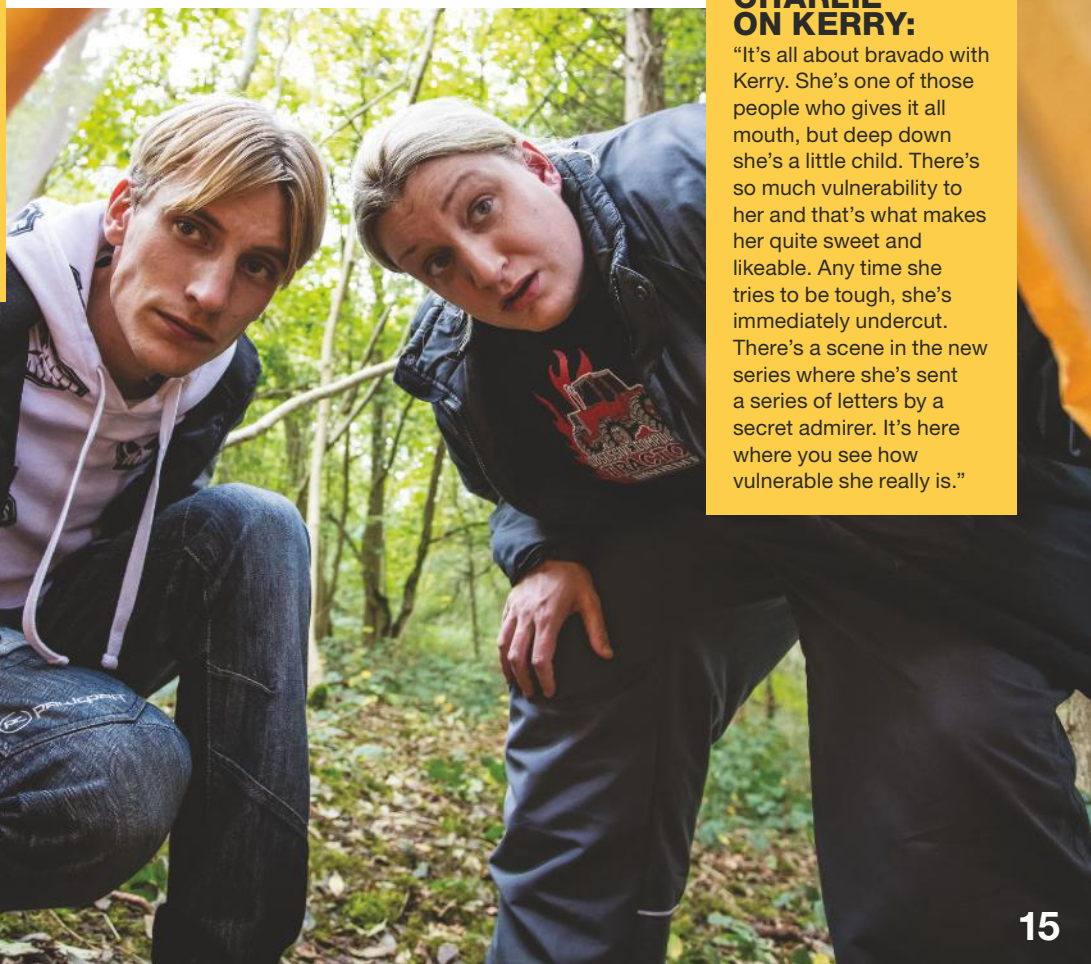 CHARLIE
ON KERRY:
“It’s all about bravado with
Kerry. She’s one of those
people who gives it all
mouth, but deep down
she’s a little child. There’s
so much vulnerability to
her and that’s what makes
her quite sweet and
likeable. Any time she
tries to be tough, she’s
immediately undercut.
There’s a scene in the new
series where she’s sent
a series of letters by a
secret admirer. It’s here
where you see how
vulnerable she really is.”
15